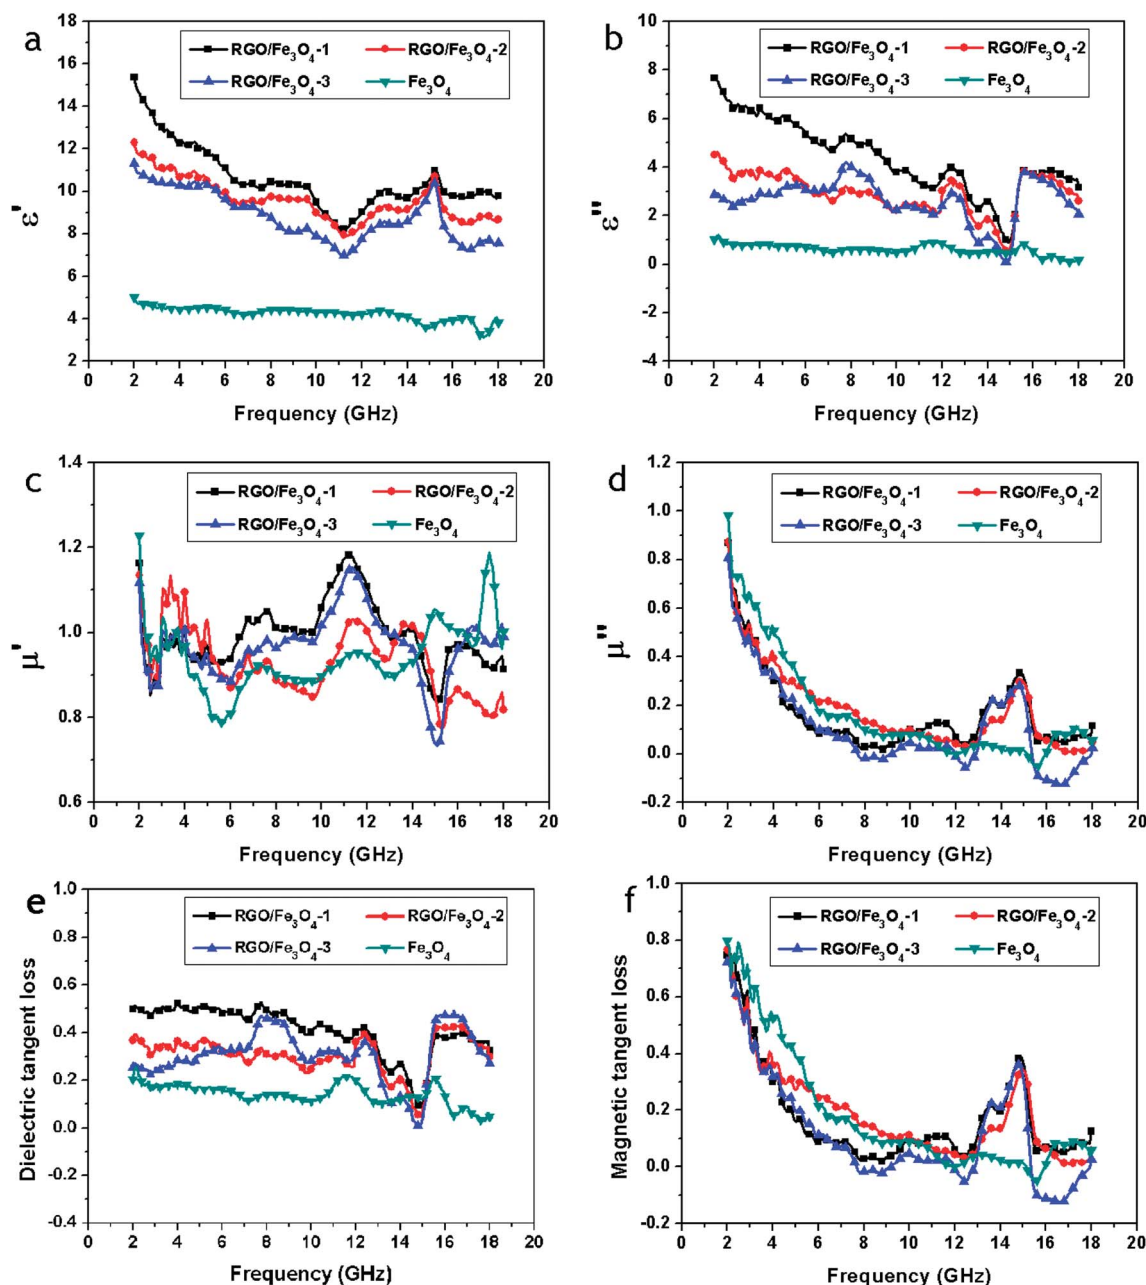 a
RGO/Fe₃O₄-1 RGO/Fe₃O₄-2
RGO/Fe₃O₄-3 Fe₃O₄
18
16
14
12
10
8
6
4
2
ε'
0 2 4 6 8 10 12 14 16 18 20
Frequency (GHz)
b
RGO/Fe₃O₄-1 RGO/Fe₃O₄-2
RGO/Fe₃O₄-3 Fe₃O₄
10
8
6
4
2
0
-2
-4
ε"
0 2 4 6 8 10 12 14 16 18 20
Frequency (GHz)
c
RGO/Fe₃O₄-1 RGO/Fe₃O₄-2
RGO/Fe₃O₄-3 Fe₃O₄
1.4
1.2
1.0
0.8
0.6
μ'
0 2 4 6 8 10 12 14 16 18 20
Frequency (GHz)
d
RGO/Fe₃O₄-1 RGO/Fe₃O₄-2
RGO/Fe₃O₄-3 Fe₃O₄
1.2
1.0
0.8
0.6
0.4
0.2
0.0
-0.2
μ"
0 2 4 6 8 10 12 14 16 18 20
Frequency (GHz)
e
RGO/Fe₃O₄-1 RGO/Fe₃O₄-2
RGO/Fe₃O₄-3 Fe₃O₄
1.0
0.8
0.6
0.4
0.2
0.0
-0.2
-0.4
Dielectric tangent loss
0 2 4 6 8 10 12 14 16 18 20
Frequency (GHz)
f
RGO/Fe₃O₄-1 RGO/Fe₃O₄-2
RGO/Fe₃O₄-3 Fe₃O₄
1.0
0.8
0.6
0.4
0.2
0.0
-0.2
Magnetic tangent loss
0 2 4 6 8 10 12 14 16 18 20
Frequency (GHz)